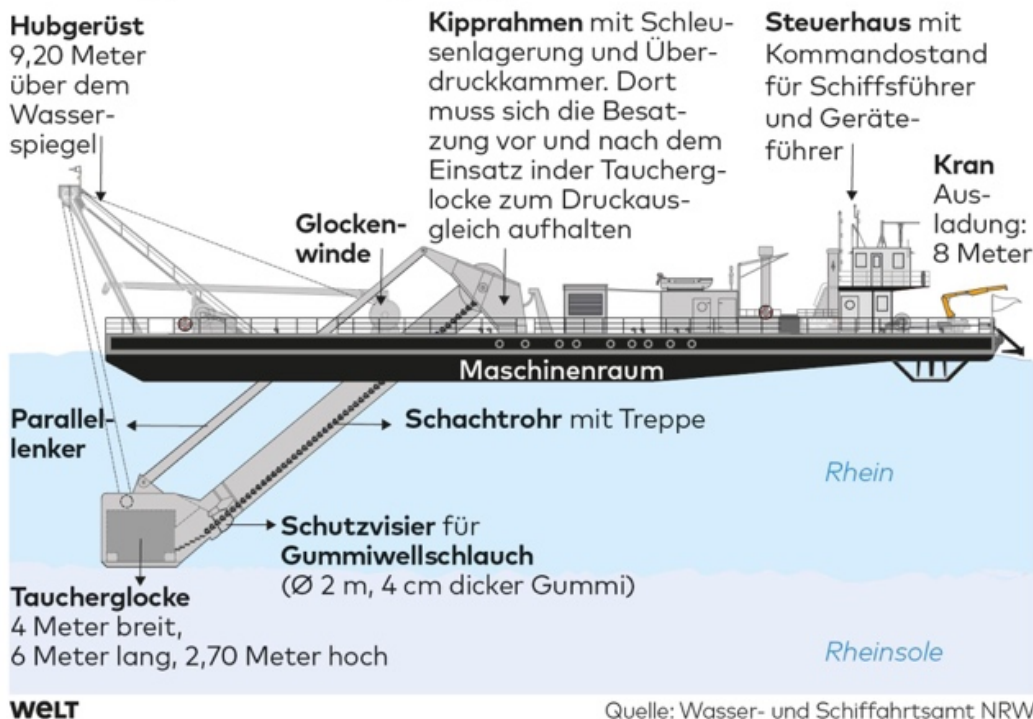 Hubgerüst
9,20 Meter
über dem
Wasser-
spiegel
Kipprahmen mit Schleu-
senlagerung und Über-
druckkammer. Dort
muss sich die Besat-
zung vor und nach dem
Einsatz inder Taucherg-
locke zum Druckaus-
gleich aufhalten
Steuerhaus mit
Kommandostand
für Schiffsführer
und Geräte-
führer
Kran
Aus-
ladung:
8 Meter
Glocken-
winde
Maschinenraum
Parallel-
lenker
Schachtrohr mit Treppe
Rhein
Schutzvisier für
Gummiwellschlauch
(Ø 2 m, 4 cm dicker Gummi)
Taucherglocke
4 Meter breit,
6 Meter lang, 2,70 Meter hoch
Rheinsole
WELT
Quelle: Wasser- und Schiffahrtsamt NRW